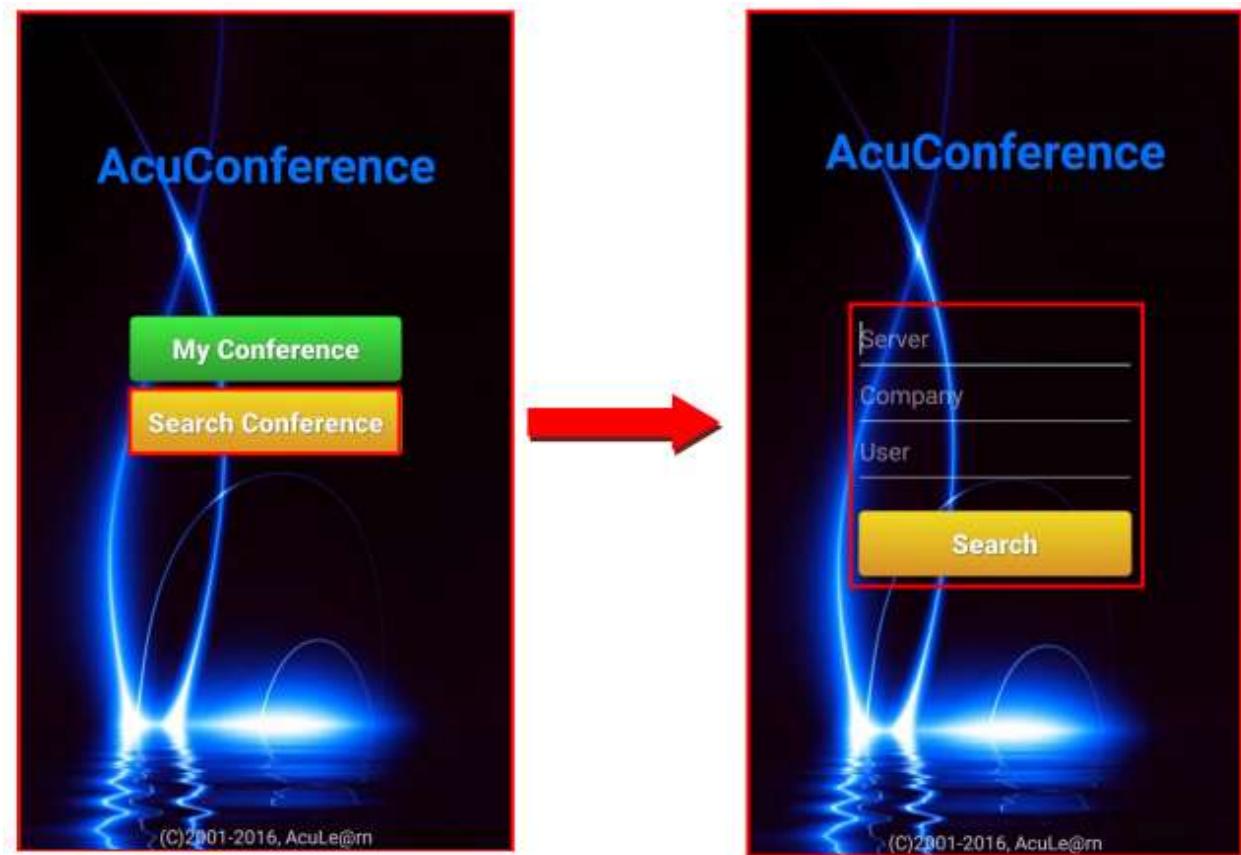 AcuConference
My Conference
Search Conference
(C)2001-2016, AcuLe@rn
AcuConference
Server
Company
User
Search
(C)2001-2016, AcuLe@rn